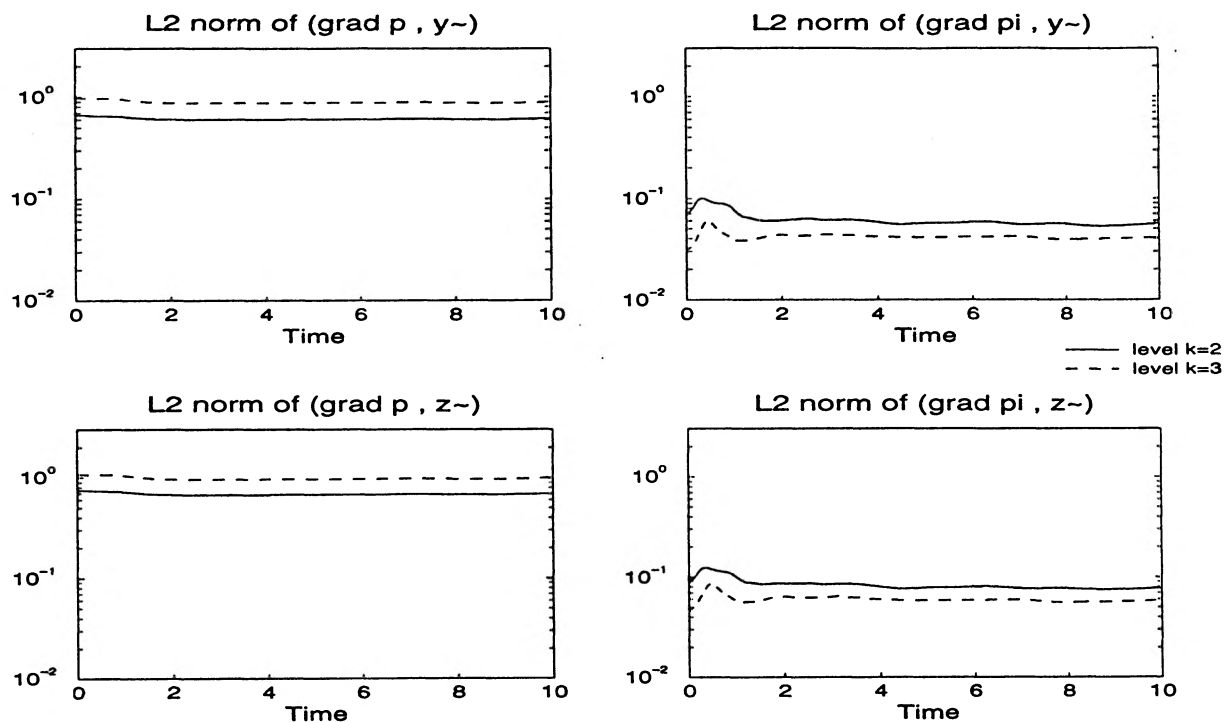 L2 norm of (grad p , y~)
10⁰
10⁻¹
10⁻²
0 2 4 6 8 10
Time
L2 norm of (grad pi , y~)
10⁰
10⁻¹
10⁻²
0 2 4 6 8 10
Time
level k=2
level k=3
L2 norm of (grad p , z~)
10⁰
10⁻¹
10⁻²
0 2 4 6 8 10
Time
L2 norm of (grad pi , z~)
10⁰
10⁻¹
10⁻²
0 2 4 6 8 10
Time